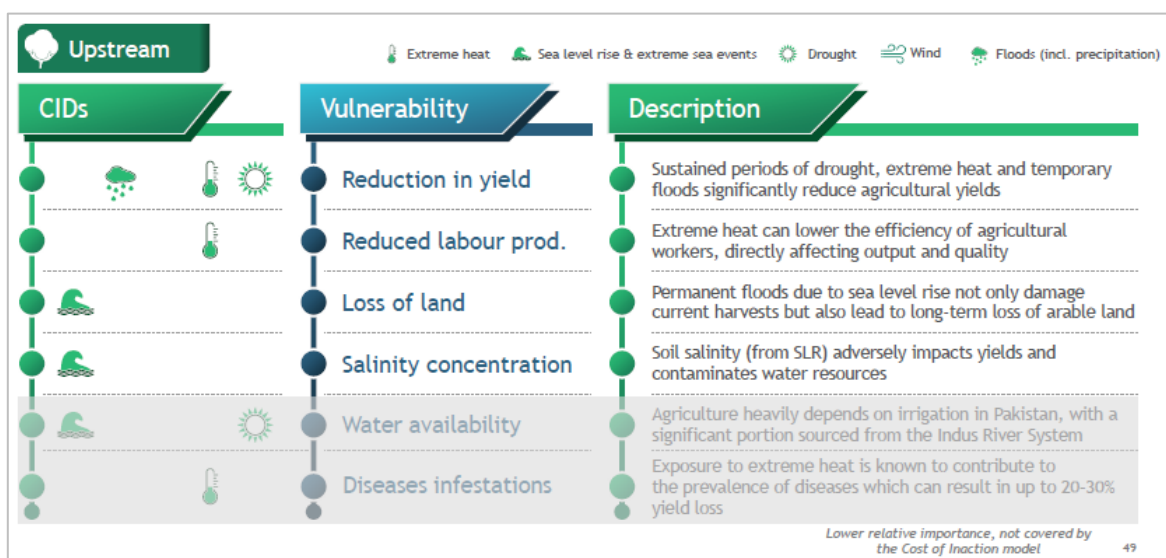 Upstream
Extreme heat
Sea level rise & extreme sea events
Drought
Wind
Floods (incl. precipitation)
CIDs
Vulnerability
Description
Reduction in yield
Sustained periods of drought, extreme heat and temporary
floods significantly reduce agricultural yields
Reduced labour prod.
Extreme heat can lower the efficiency of agricultural
workers, directly affecting output and quality
Loss of land
Permanent floods due to sea level rise not only damage
current harvests but also lead to long-term loss of arable land
Salinity concentration
Soil salinity (from SLR) adversely impacts yields and
contaminates water resources
Water availability
Agriculture heavily depends on irrigation in Pakistan, with a
significant portion sourced from the Indus River System
Diseases infestations
Exposure to extreme heat is known to contribute to
the prevalence of diseases which can result in up to 20-30%
yield loss
Lower relative importance, not covered by
the Cost of Inaction model
49